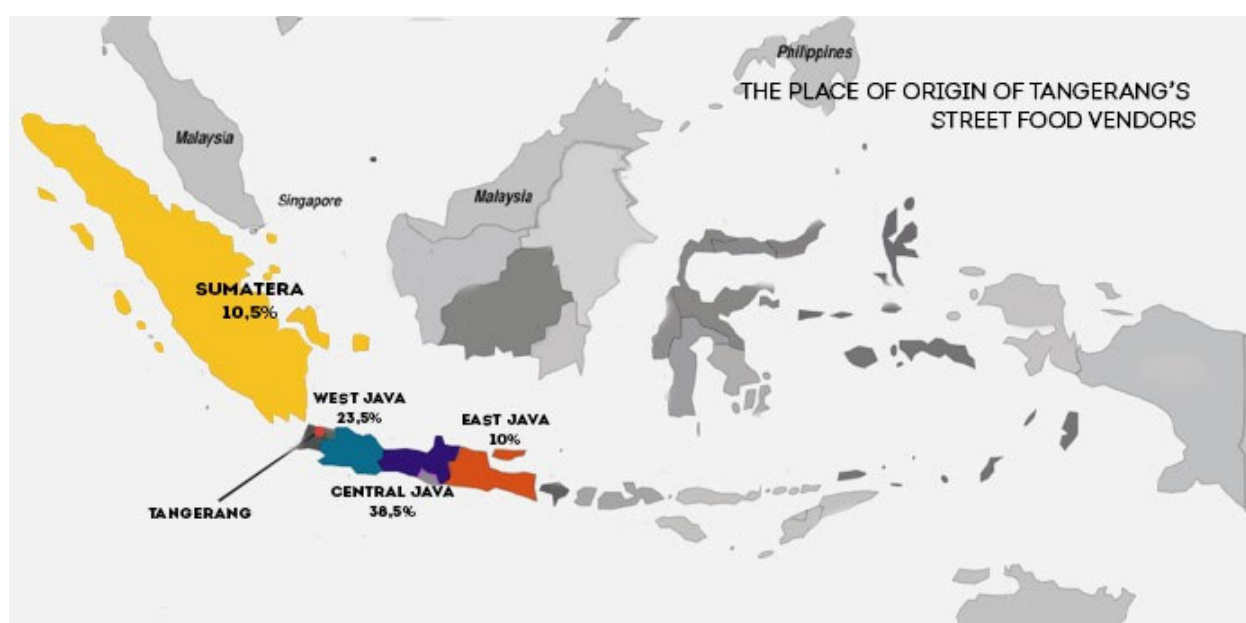 Philippines
THE PLACE OF ORIGIN OF TANGERANG'S
STREET FOOD VENDORS
Malaysia
Singapore
Malaysia
SUMATERA
10,5%
WEST JAVA
23,5%
EAST JAVA
10%
CENTRAL JAVA
38,5%
TANGERANG